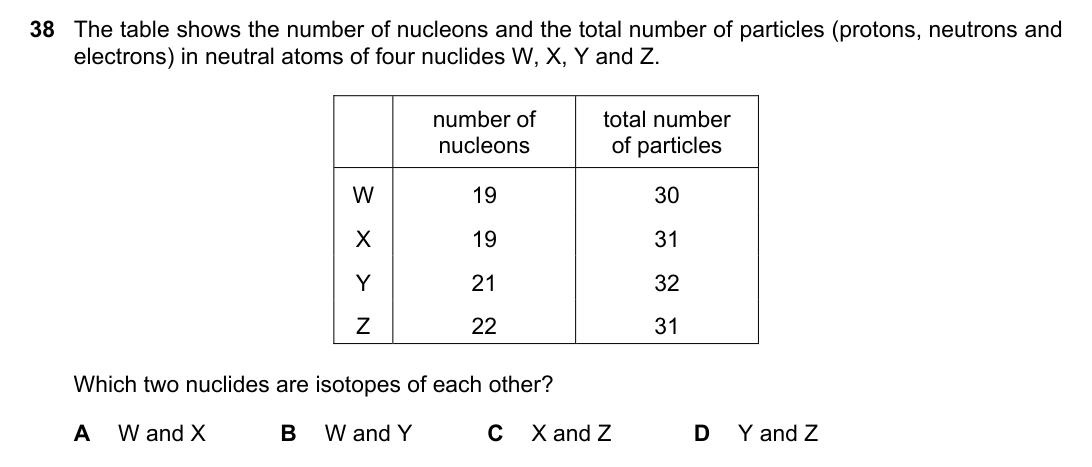 38 The table shows the number of nucleons and the total number of particles (protons, neutrons and
electrons) in neutral atoms of four nuclides W, X, Y and Z.
number of nucleons total number of particles
W 19 30
X 19 31
Y 21 32
Z 22 31
Which two nuclides are isotopes of each other?
A W and X B W and Y C X and Z D Y and Z